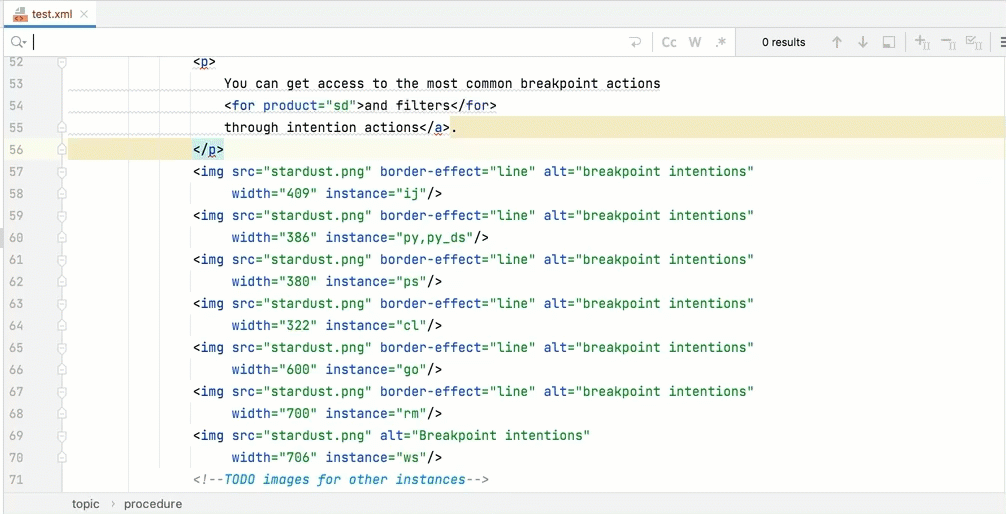 test.xml
Cc W .* 0 results
52 <p>
53 You can get access to the most common breakpoint actions
54 <for product="sd">and filters</for>
55 through intention actions</a>.
56 </p>
57 <img src="stardust.png" border-effect="line" alt="breakpoint intentions"
58 width="409" instance="ij"/>
59 <img src="stardust.png" border-effect="line" alt="breakpoint intentions"
60 width="386" instance="py,py_ds"/>
61 <img src="stardust.png" border-effect="line" alt="breakpoint intentions"
62 width="380" instance="ps"/>
63 <img src="stardust.png" border-effect="line" alt="breakpoint intentions"
64 width="322" instance="cl"/>
65 <img src="stardust.png" border-effect="line" alt="breakpoint intentions"
66 width="600" instance="go"/>
67 <img src="stardust.png" border-effect="line" alt="breakpoint intentions"
68 width="700" instance="rm"/>
69 <img src="stardust.png" alt="Breakpoint intentions"
70 width="706" instance="ws"/>
71 <!--TODO images for other instances-->
topic › procedure